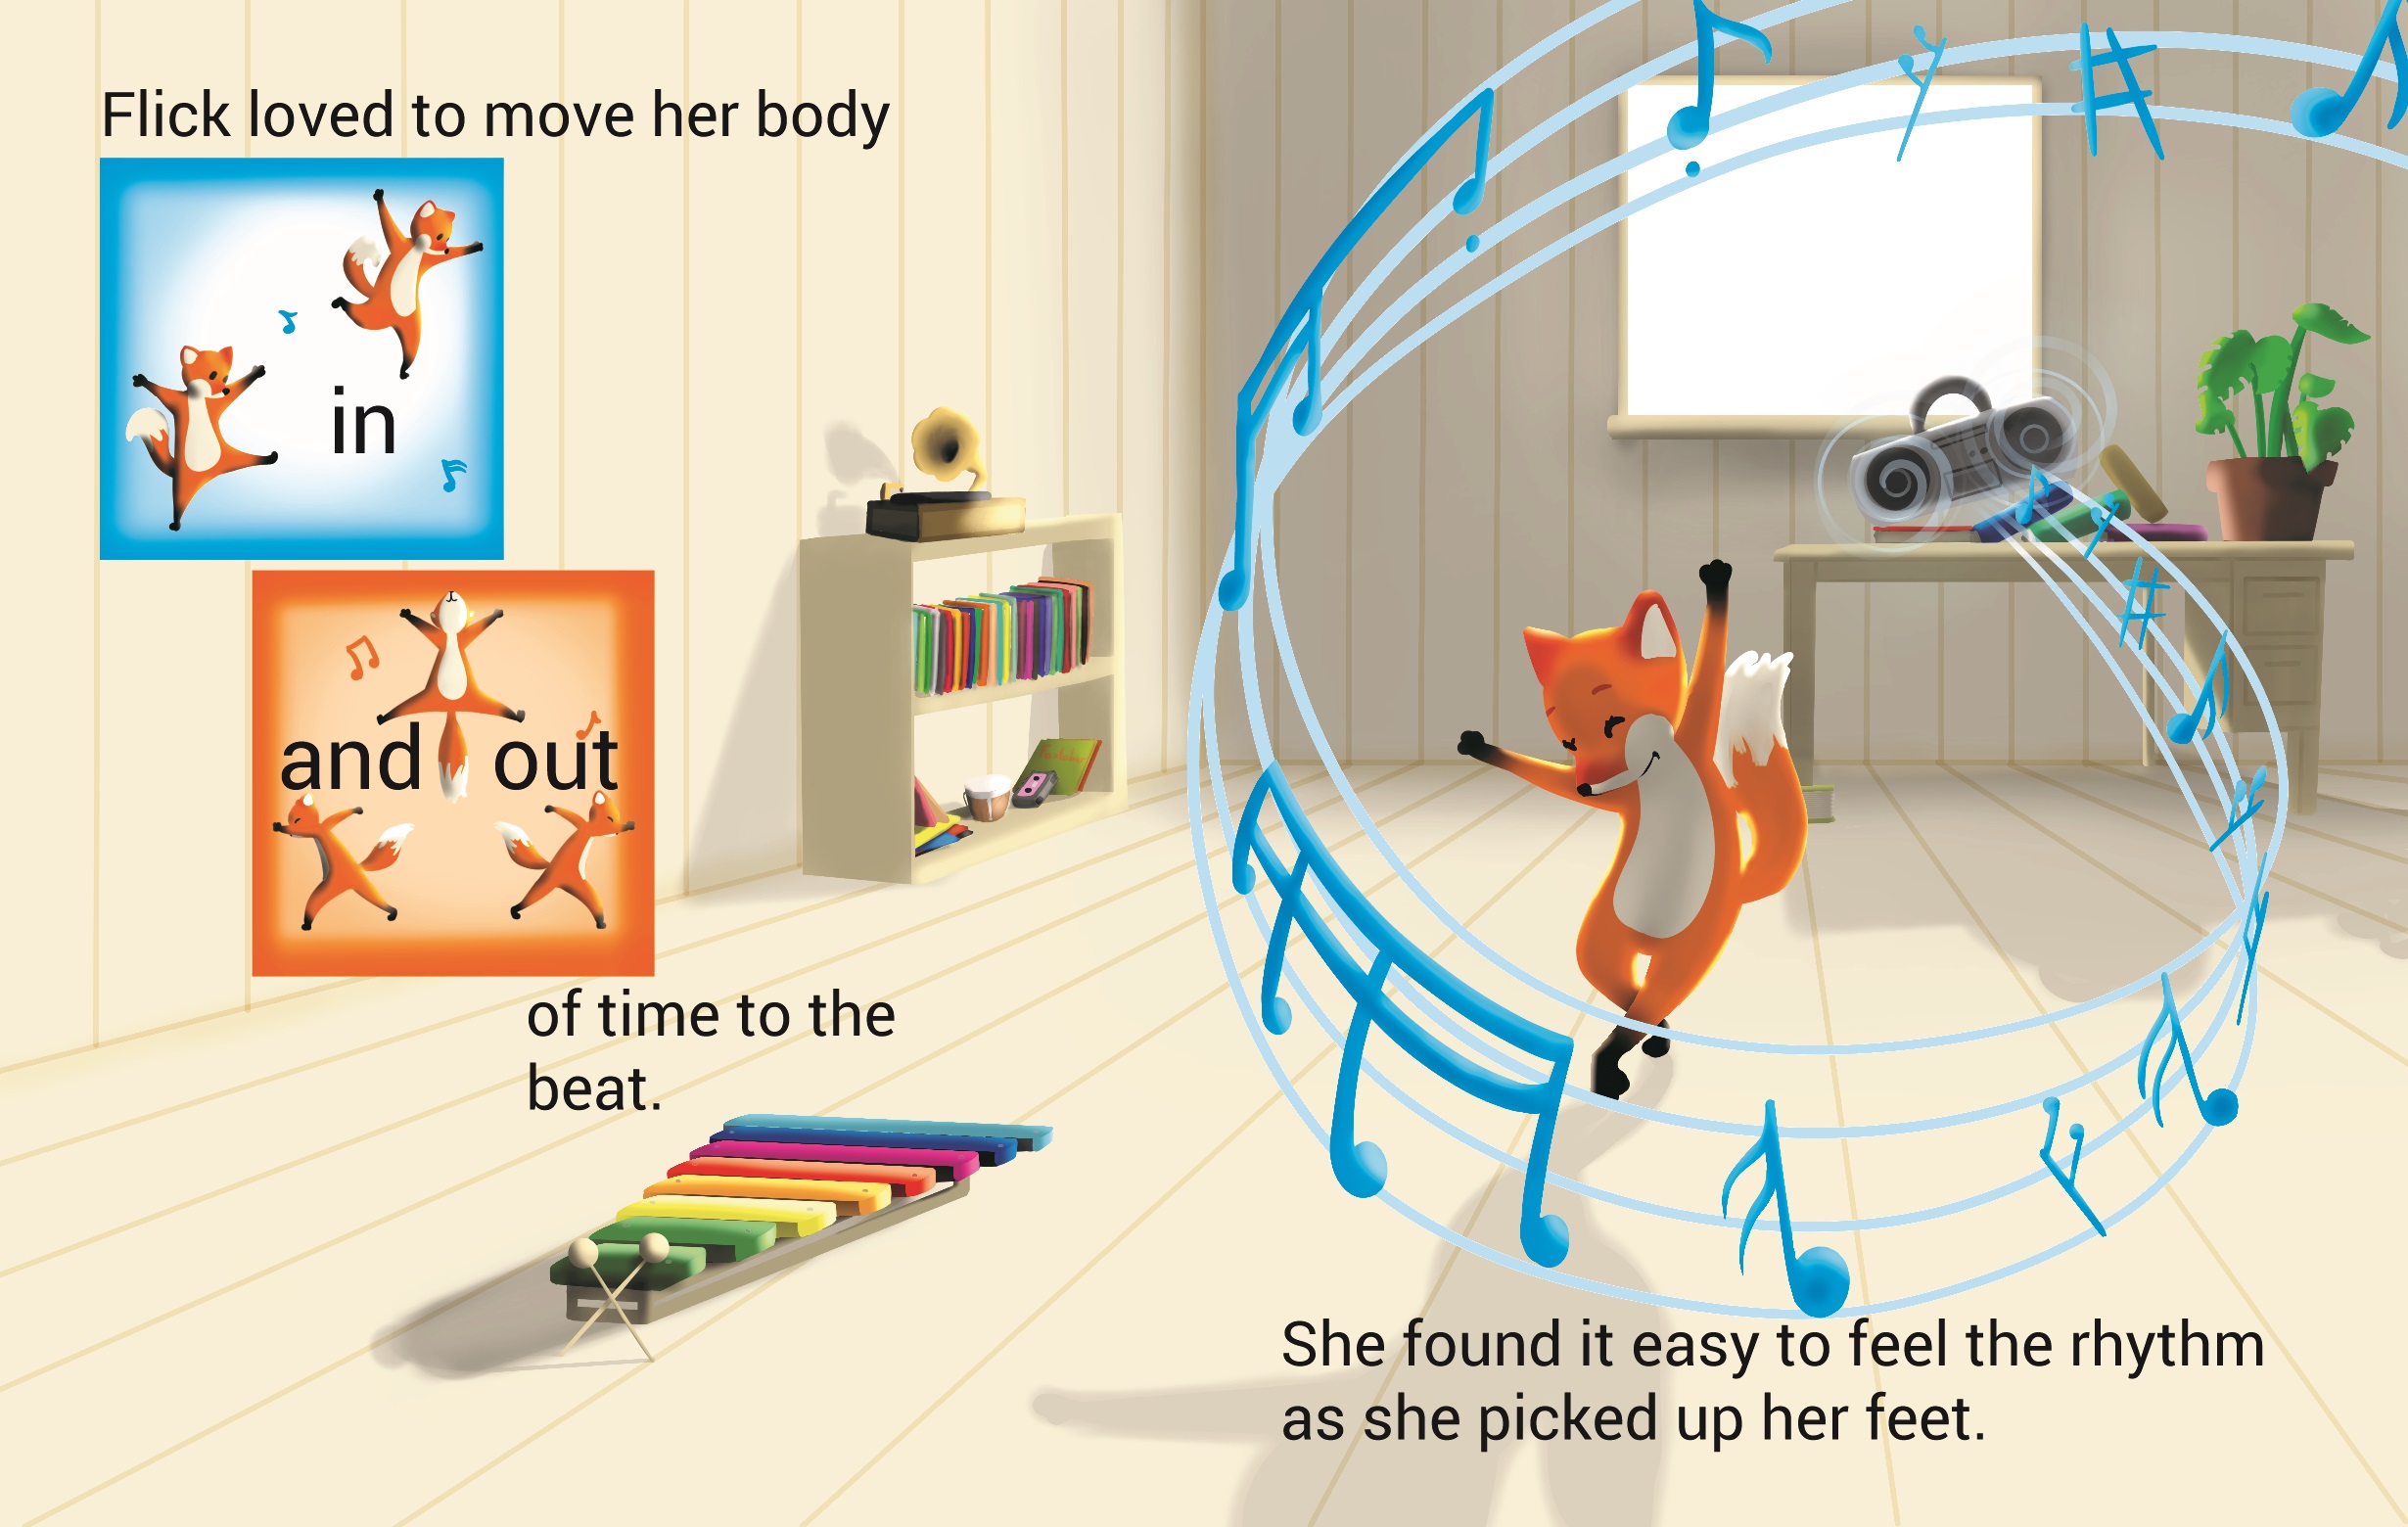 Flick loved to move her body
in
and out
of time to the
beat.
She found it easy to feel the rhythm
as she picked up her feet.